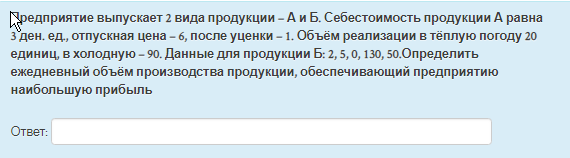 Предприятие выпускает 2 вида продукции – А и Б. Себестоимость продукции А равна
3 ден. ед., отпускная цена – 6, после уценки – 1. Объём реализации в тёплую погоду 20
единиц, в холодную – 90. Данные для продукции Б: 2, 5, 0, 130, 50.Определить
ежедневный объём производства продукции, обеспечивающий предприятию
наибольшую прибыль
Ответ: